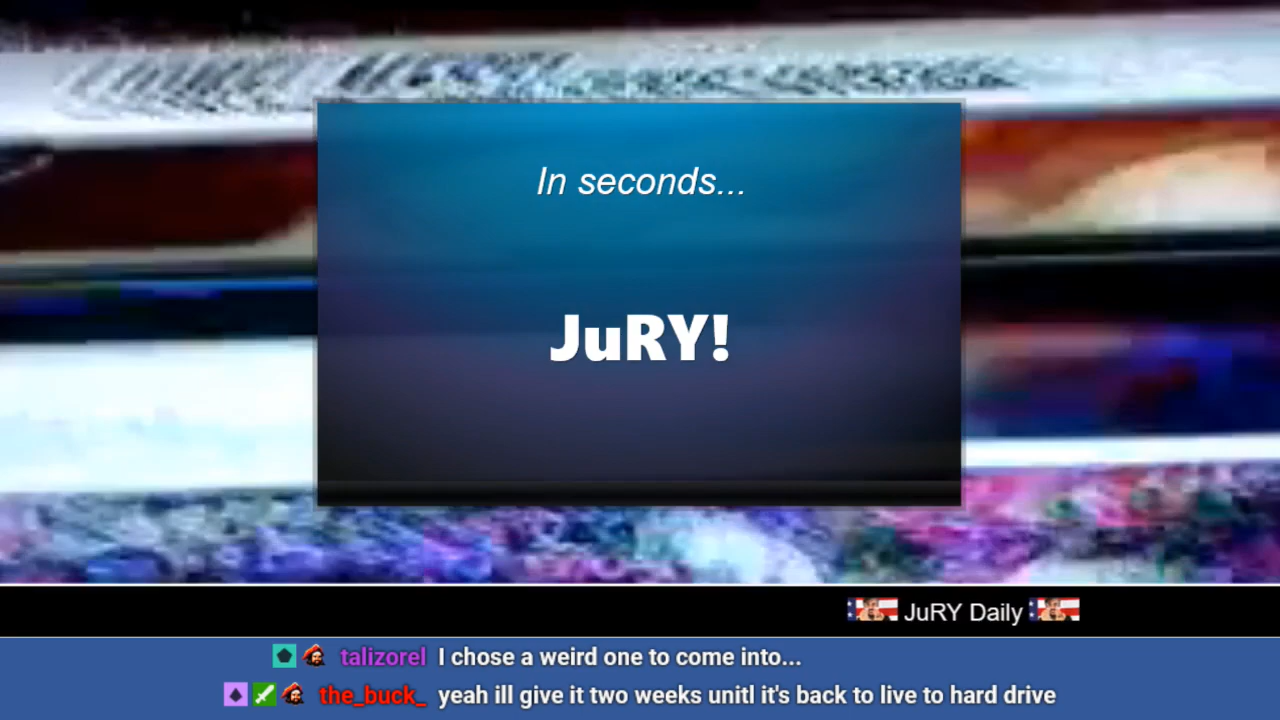 In seconds...
JuRY!
JuRY Daily
talizorel I chose a weird one to come into...
the_buck_ yeah ill give it two weeks unitl it's back to live to hard drive